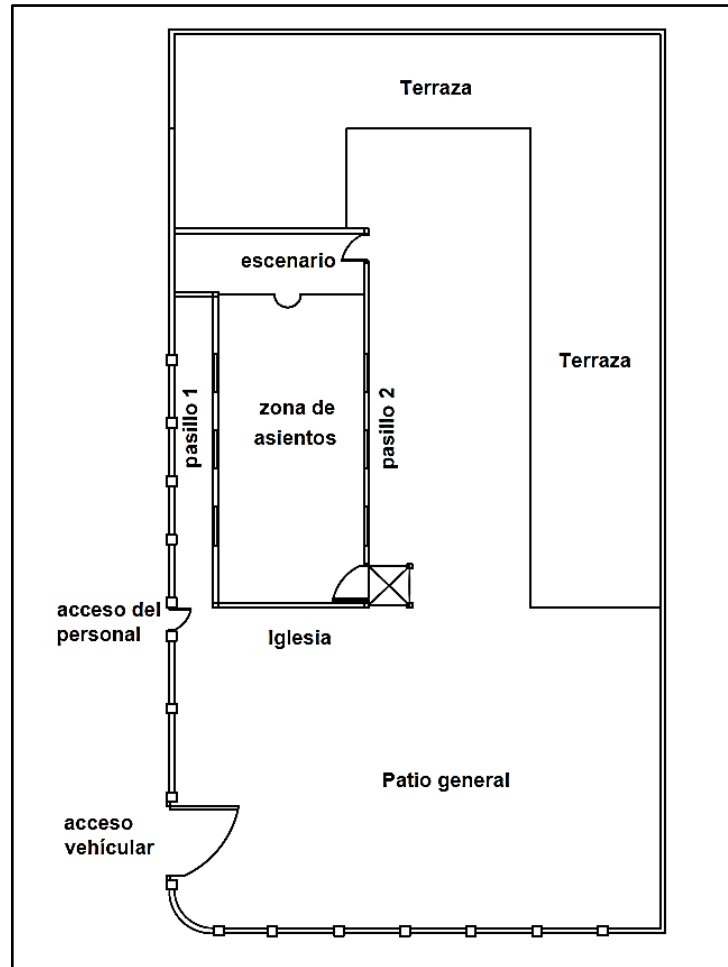 Terraza
escenario
Terraza
pasillo 1
zona de
asientos
pasillo 2
acceso del
personal
Iglesia
Patio general
acceso
vehícular